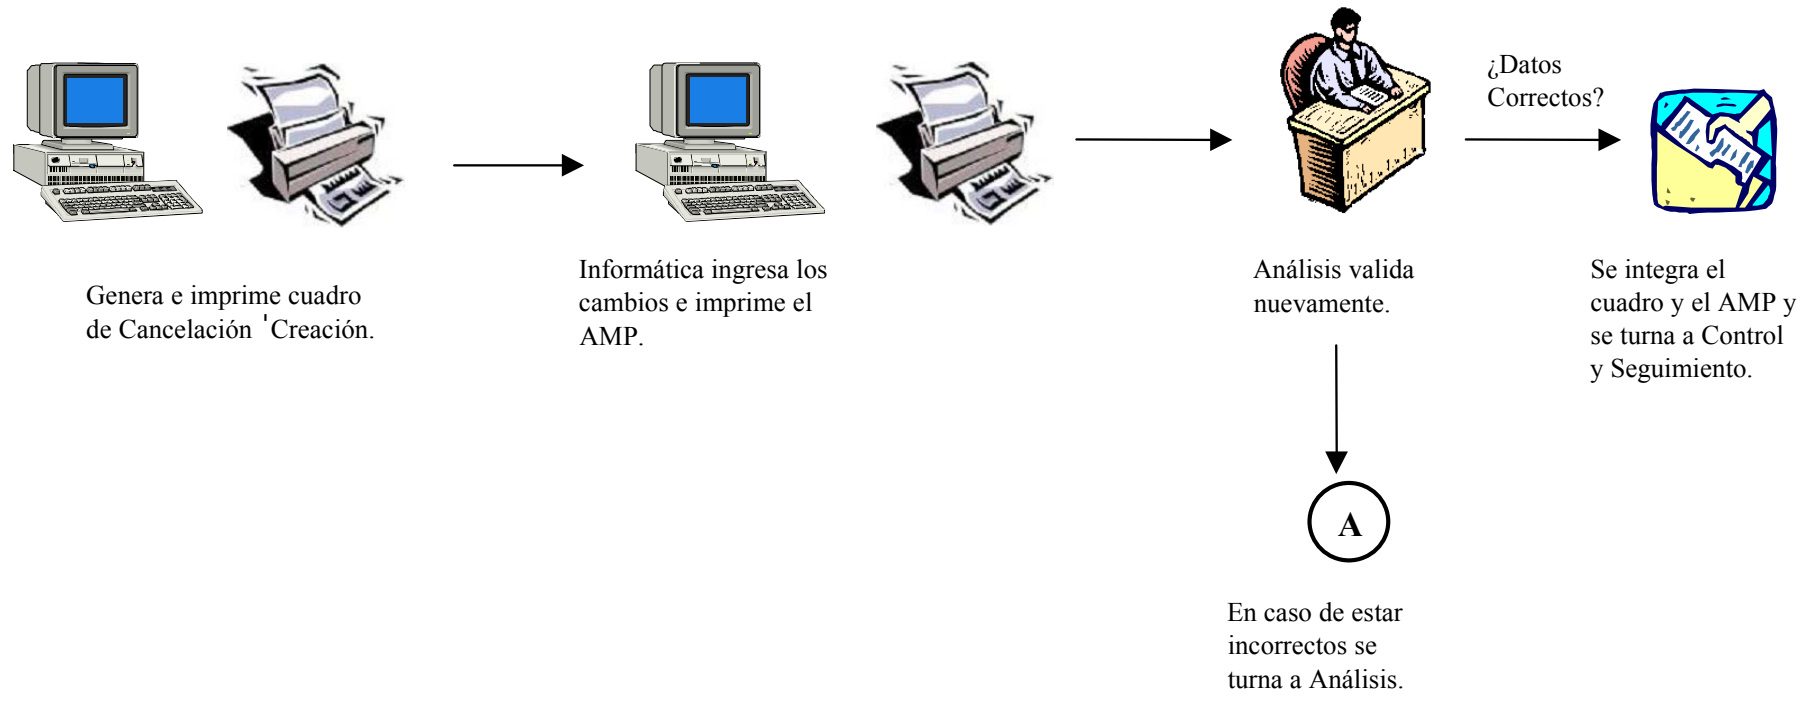 Genera e imprime cuadro
de Cancelación 'Creación.
Informática ingresa los
cambios e imprime el
AMP.
Análisis valida
nuevamente.
¿Datos
Correctos?
Se integra el
cuadro y el AMP y
se turna a Control
y Seguimiento.
A
En caso de estar
incorrectos se
turna a Análisis.